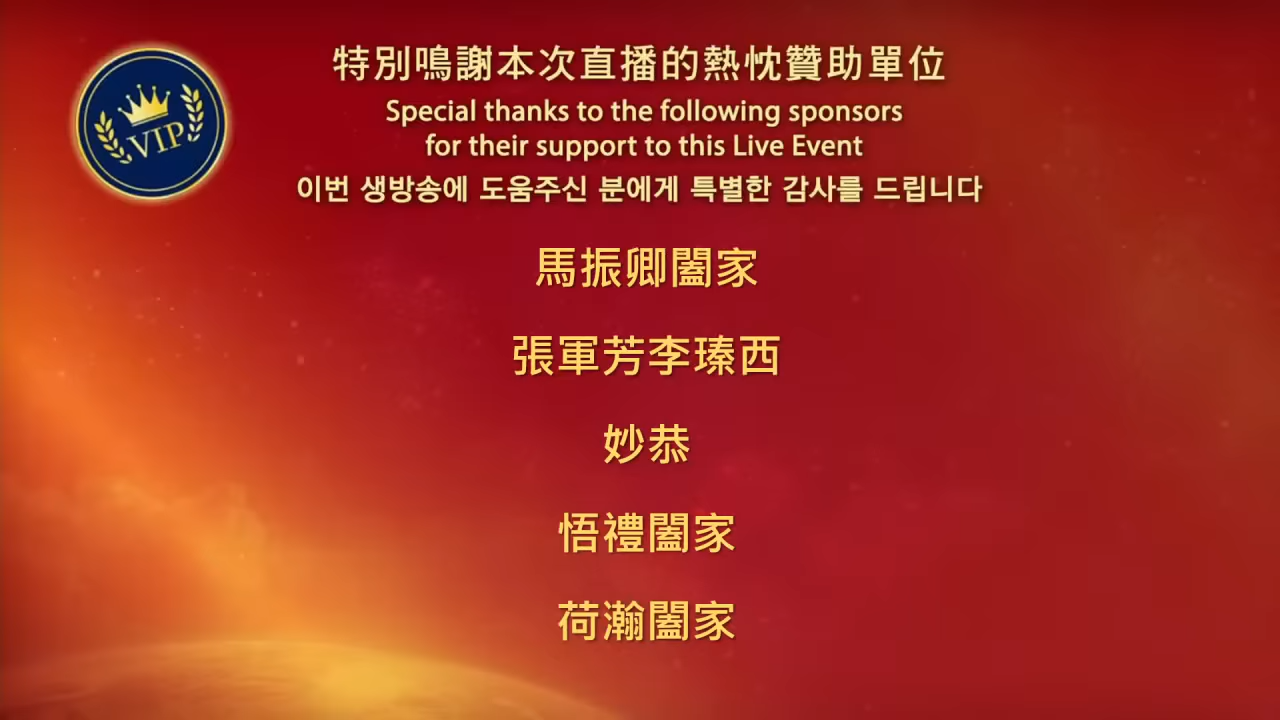 VIP
特別鳴謝本次直播的熱忱贊助單位
Special thanks to the following sponsors
for their support to this Live Event
이번 생방송에 도움주신 분에게 특별한 감사를 드립니다
馬振卿闔家
張軍芳李瑧西
妙恭
悟禮闔家
荷瀚闔家